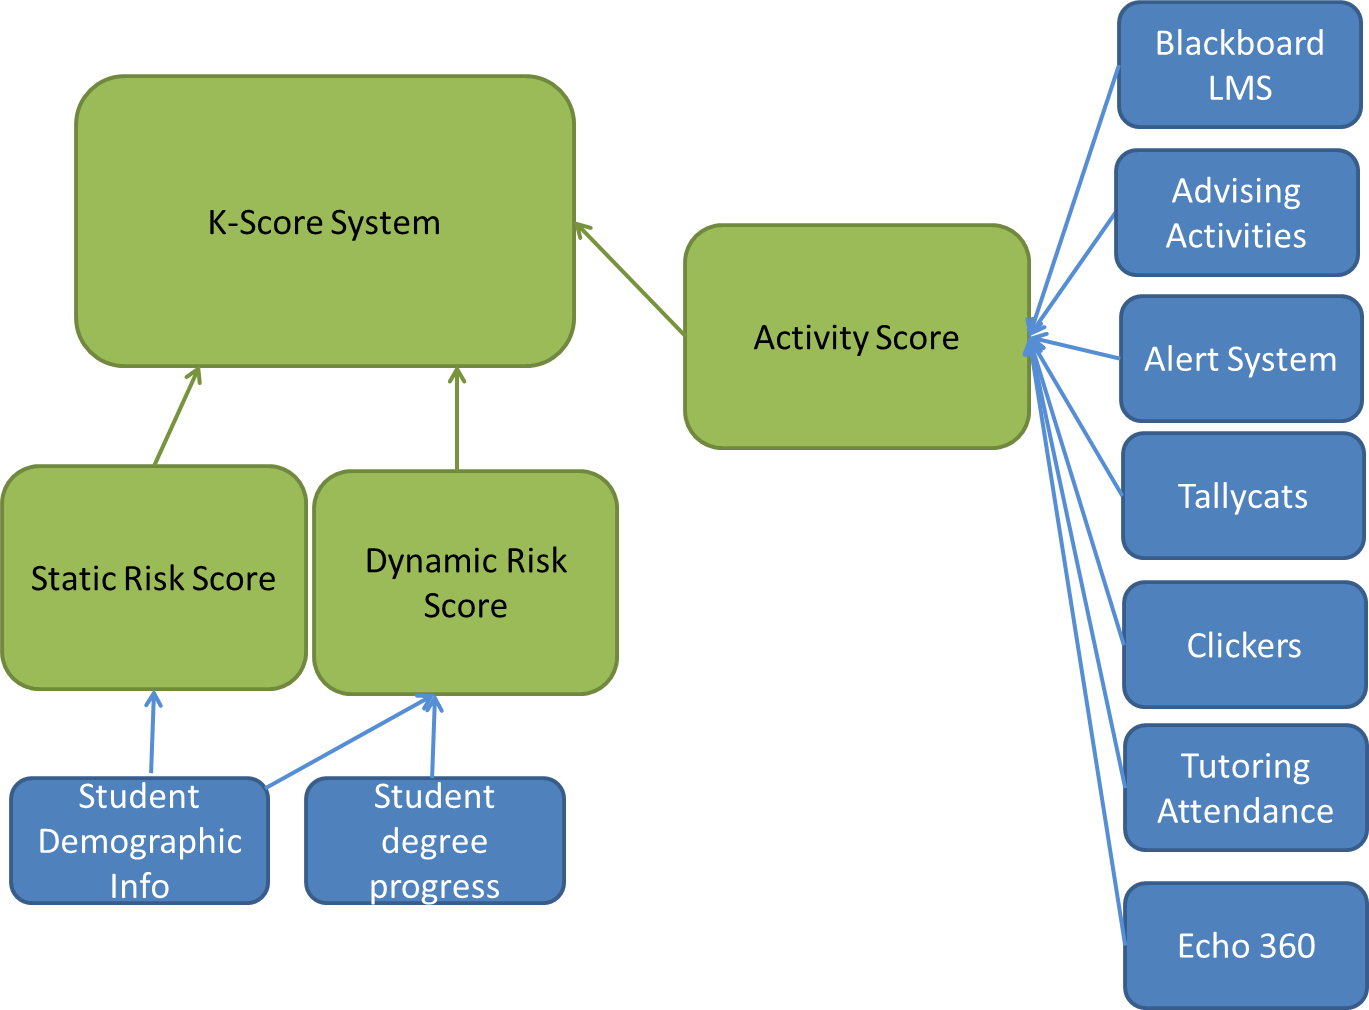 Blackboard
LMS
K-Score System
Advising
Activities
Activity Score
Alert System
Tallycats
Static Risk Score
Dynamic Risk
Score
Clickers
Student
Demographic
Info
Student
degree
progress
Tutoring
Attendance
Echo 360